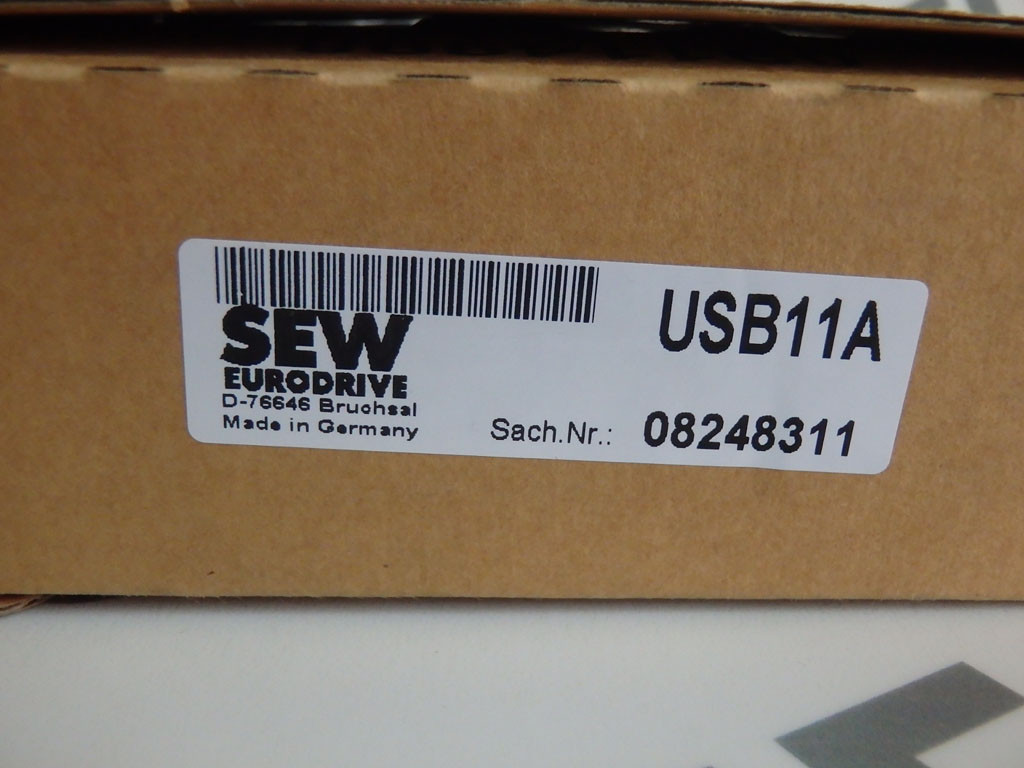 SEW
EURODRIVE
D-76646 Bruchsal
Made in Germany
USB11A
Sach.Nr.: 08248311